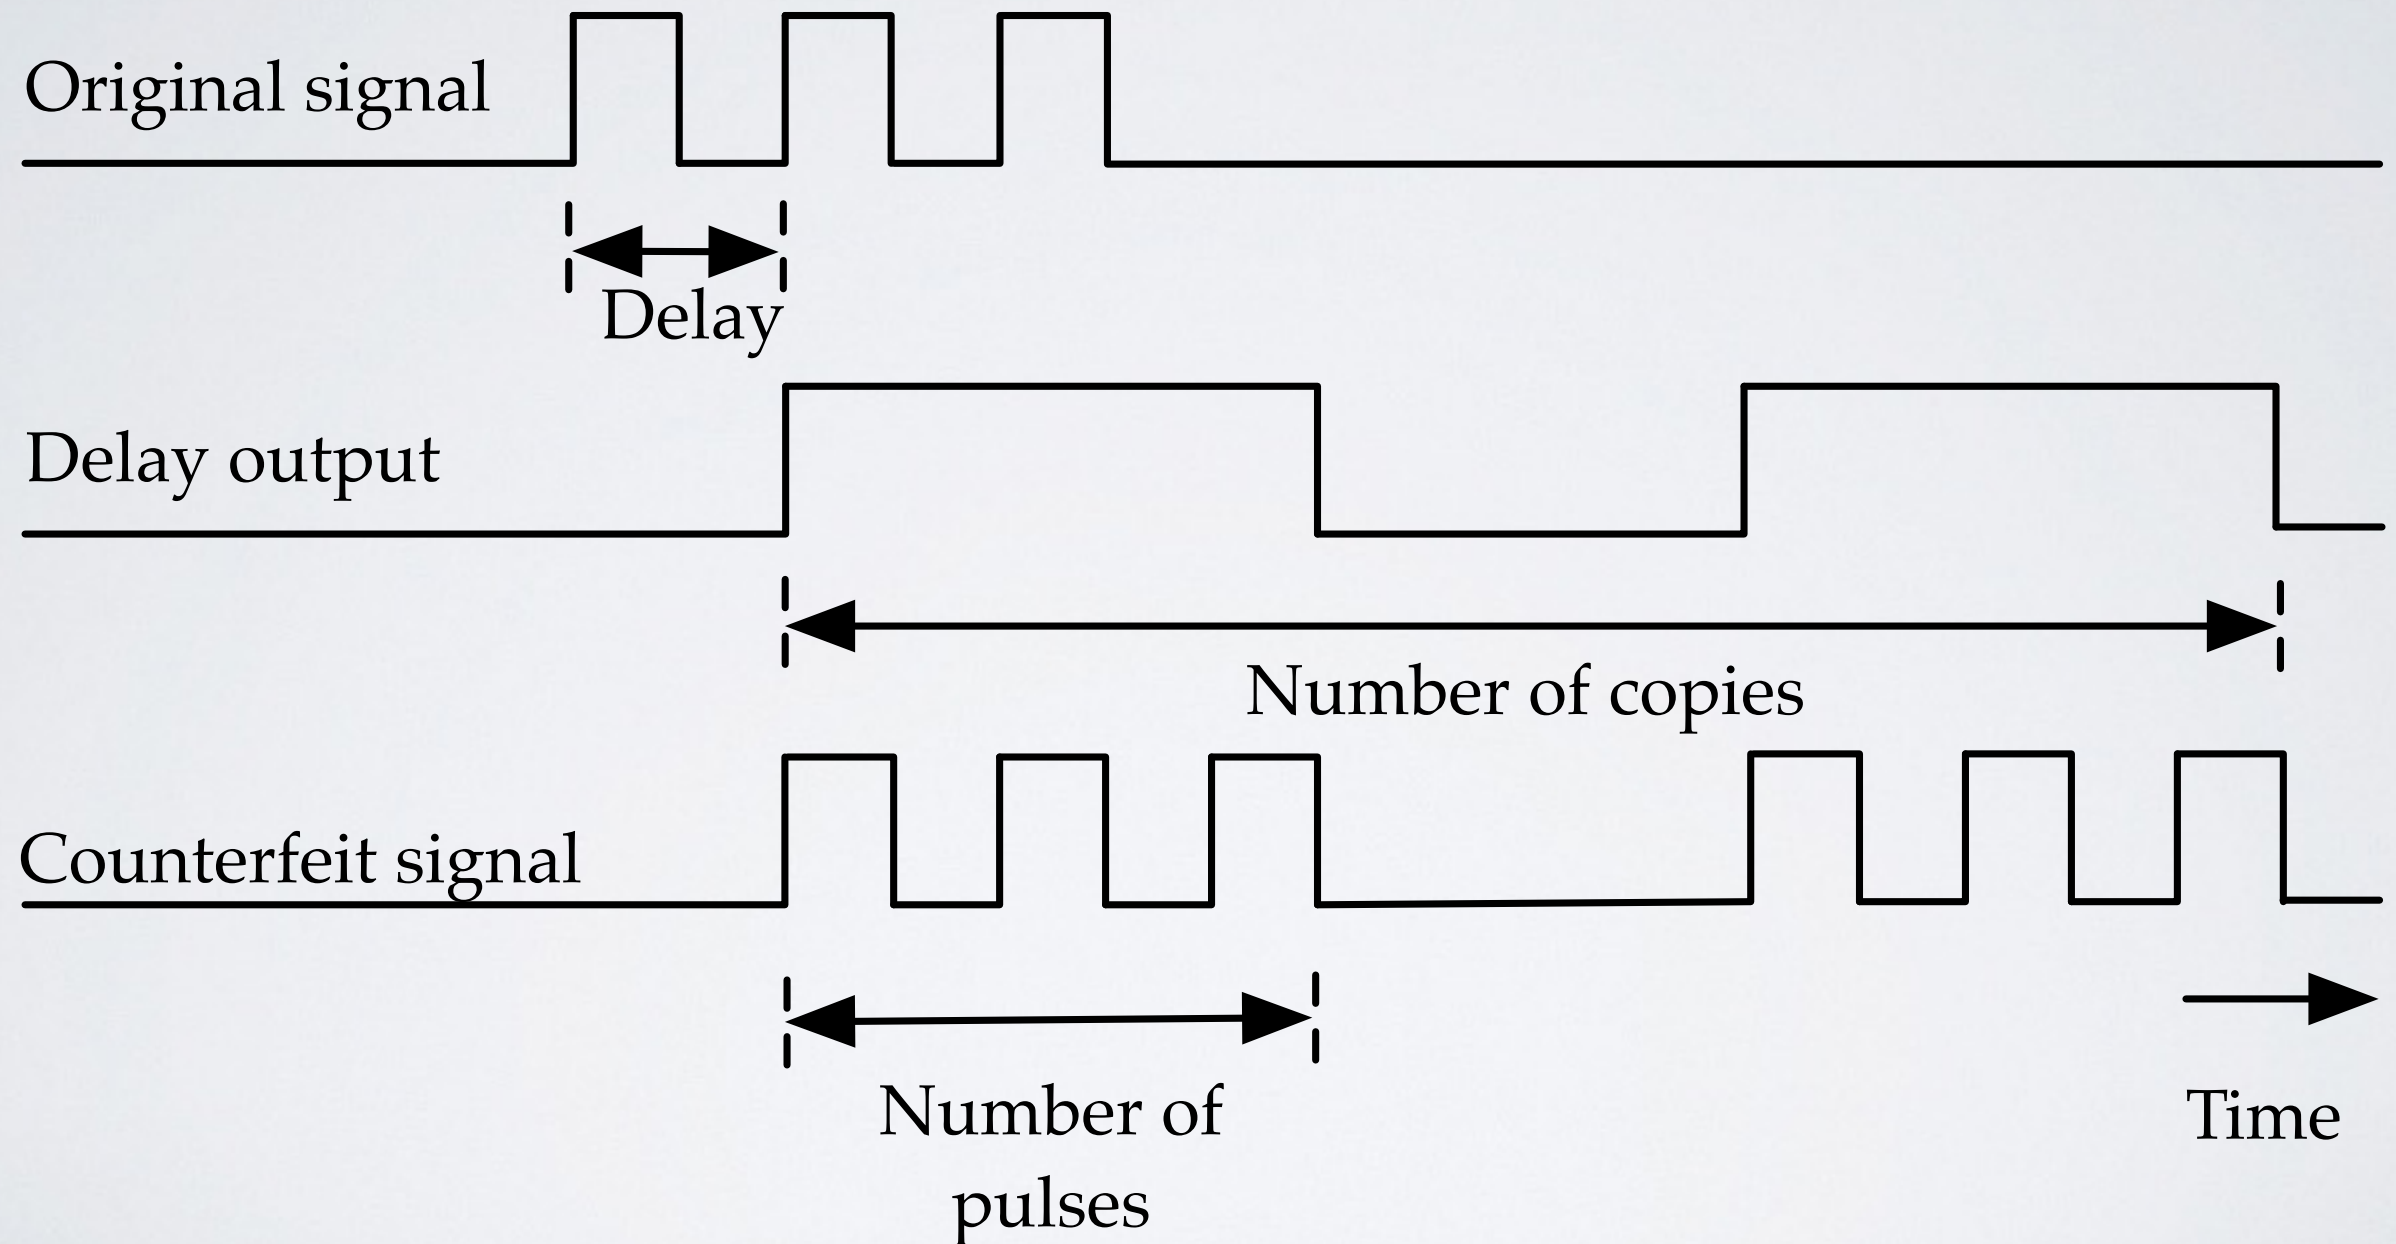 Original signal
Delay
Delay output
Number of copies
Counterfeit signal
Number of
pulses
Time